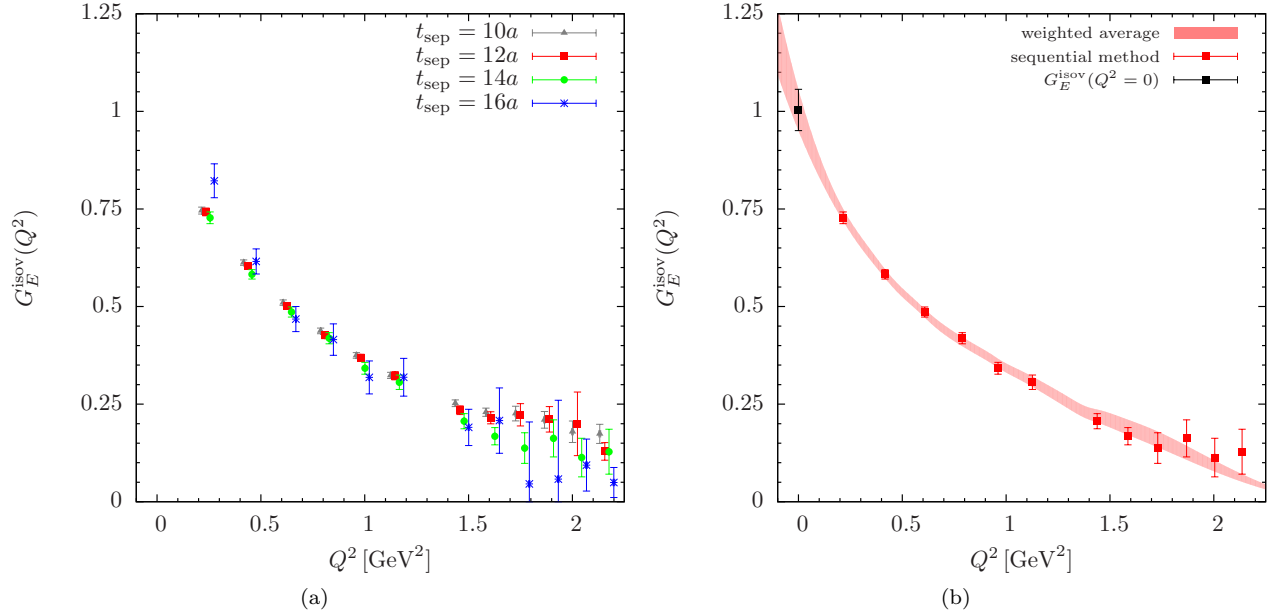 1.25
1
0.75
0.5
0.25
0
G_E^isov(Q^2)
t_sep = 10a
t_sep = 12a
t_sep = 14a
t_sep = 16a
0 0.5 1 1.5 2
Q^2 [GeV^2]
(a)
1.25
1
0.75
0.5
0.25
0
G_E^isov(Q^2)
weighted average
sequential method
G_E^isov(Q^2 = 0)
0 0.5 1 1.5 2
Q^2 [GeV^2]
(b)